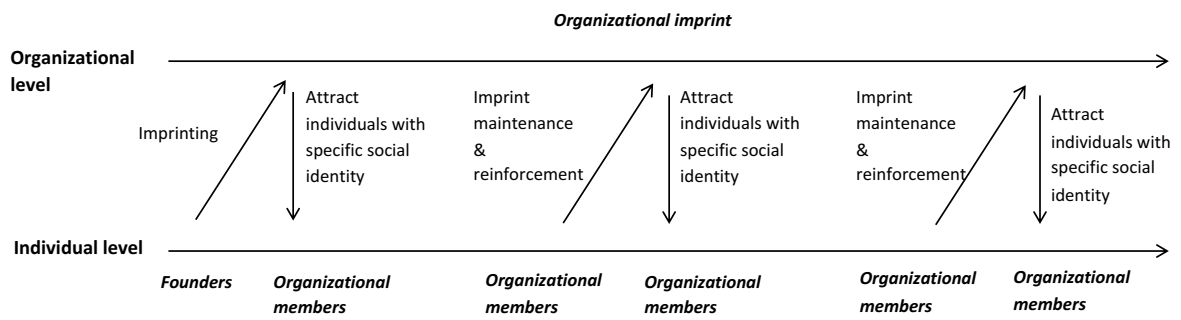 Organizational imprint
Organizational
level
Imprinting
Attract
individuals with
specific social
identity
Imprint
maintenance
&
reinforcement
Attract
individuals with
specific social
identity
Imprint
maintenance
&
reinforcement
Attract
individuals with
specific social
identity
Individual level
Founders
Organizational
members
Organizational
members
Organizational
members
Organizational
members
Organizational
members